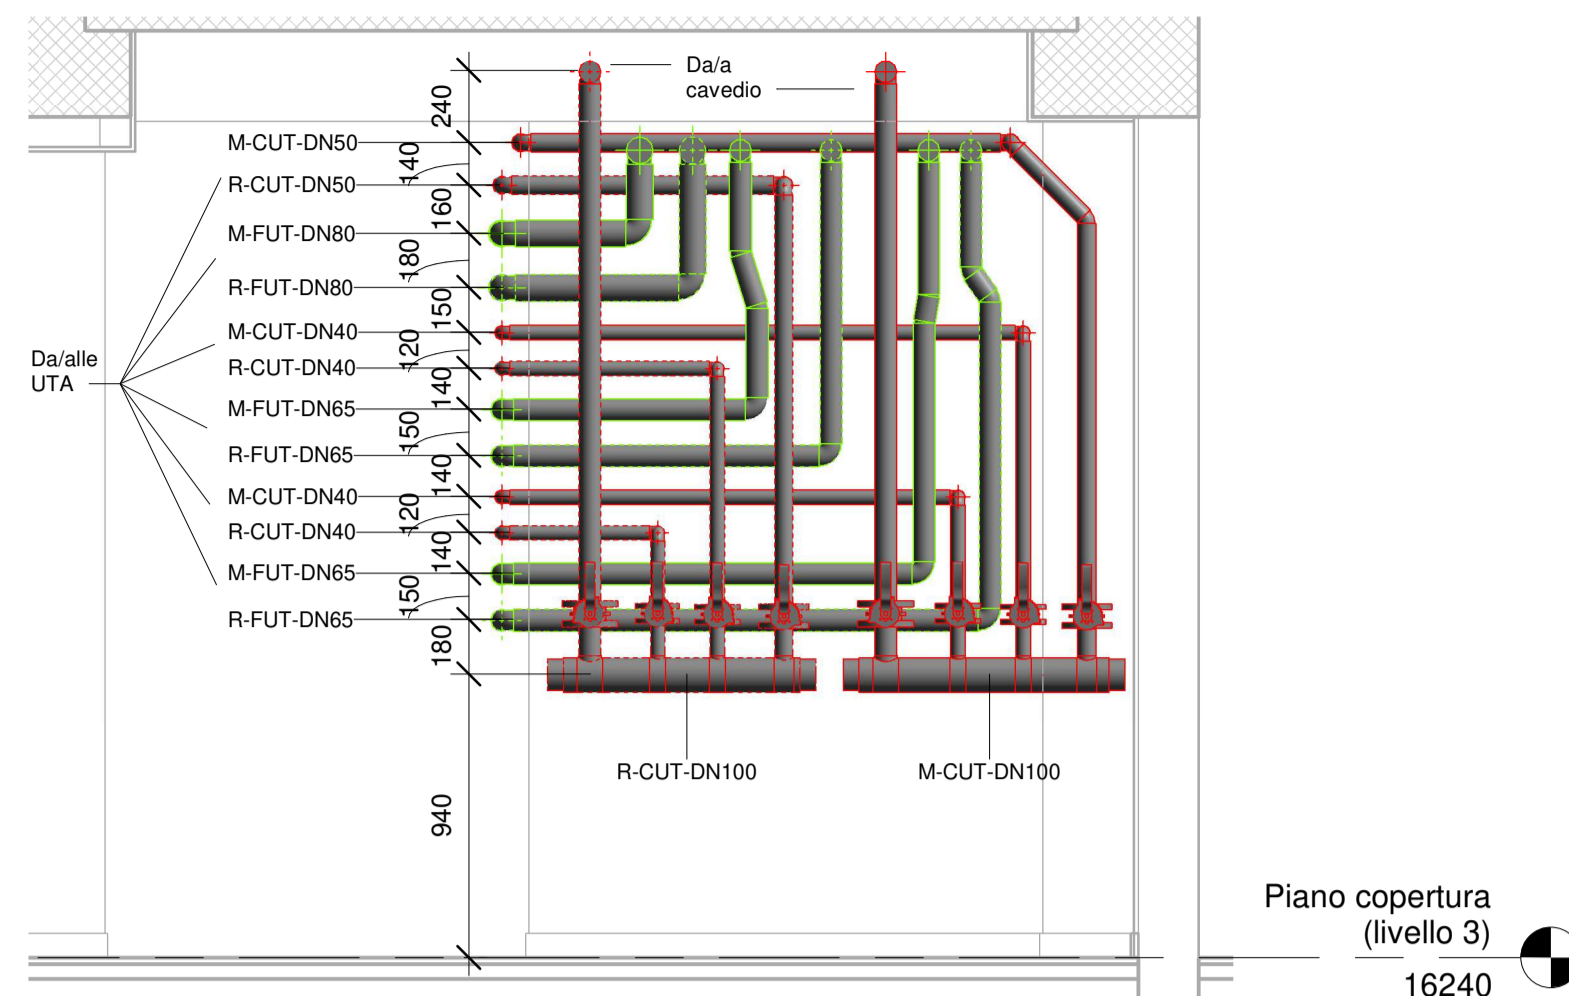 Da/a
cavedio
240
M-CUT-DN50
140
R-CUT-DN50
160
M-FUT-DN80
180
R-FUT-DN80
150
M-CUT-DN40
120
Da/alle
UTA
R-CUT-DN40
140
M-FUT-DN65
150
R-FUT-DN65
140
M-CUT-DN40
120
R-CUT-DN40
140
M-FUT-DN65
150
R-FUT-DN65
180
R-CUT-DN100
M-CUT-DN100
940
Piano copertura
(livello 3)
16240